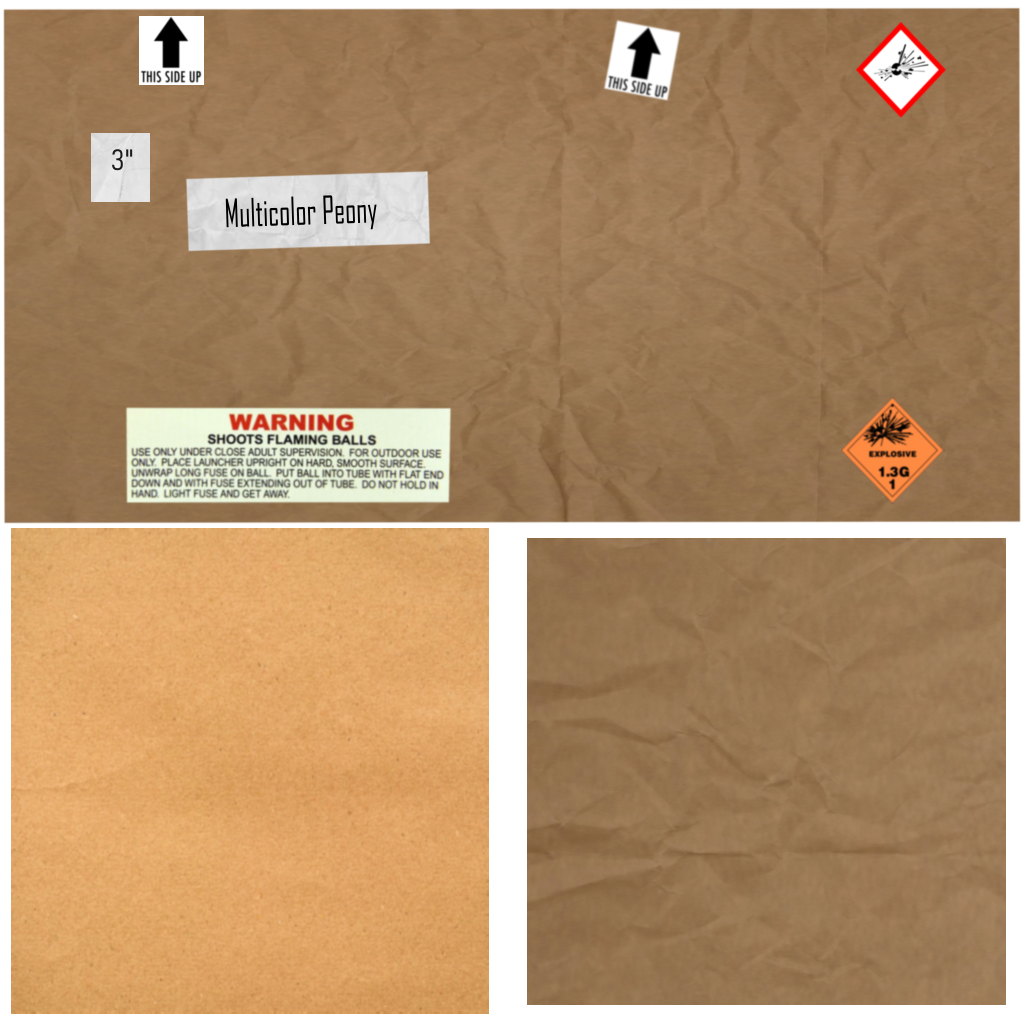 THIS SIDE UP
THIS SIDE UP
3"
Multicolor Peony
WARNING
SHOOTS FLAMING BALLS
USE ONLY UNDER CLOSE ADULT SUPERVISION. FOR OUTDOOR USE
ONLY. PLACE LAUNCHER UPRIGHT ON HARD, SMOOTH SURFACE.
UNWRAP LONG FUSE ON BALL. PUT BALL INTO TUBE WITH FLAT END
DOWN AND WITH FUSE EXTENDING OUT OF TUBE. DO NOT HOLD IN
HAND. LIGHT FUSE AND GET AWAY.
EXPLOSIVE
1.3G
1